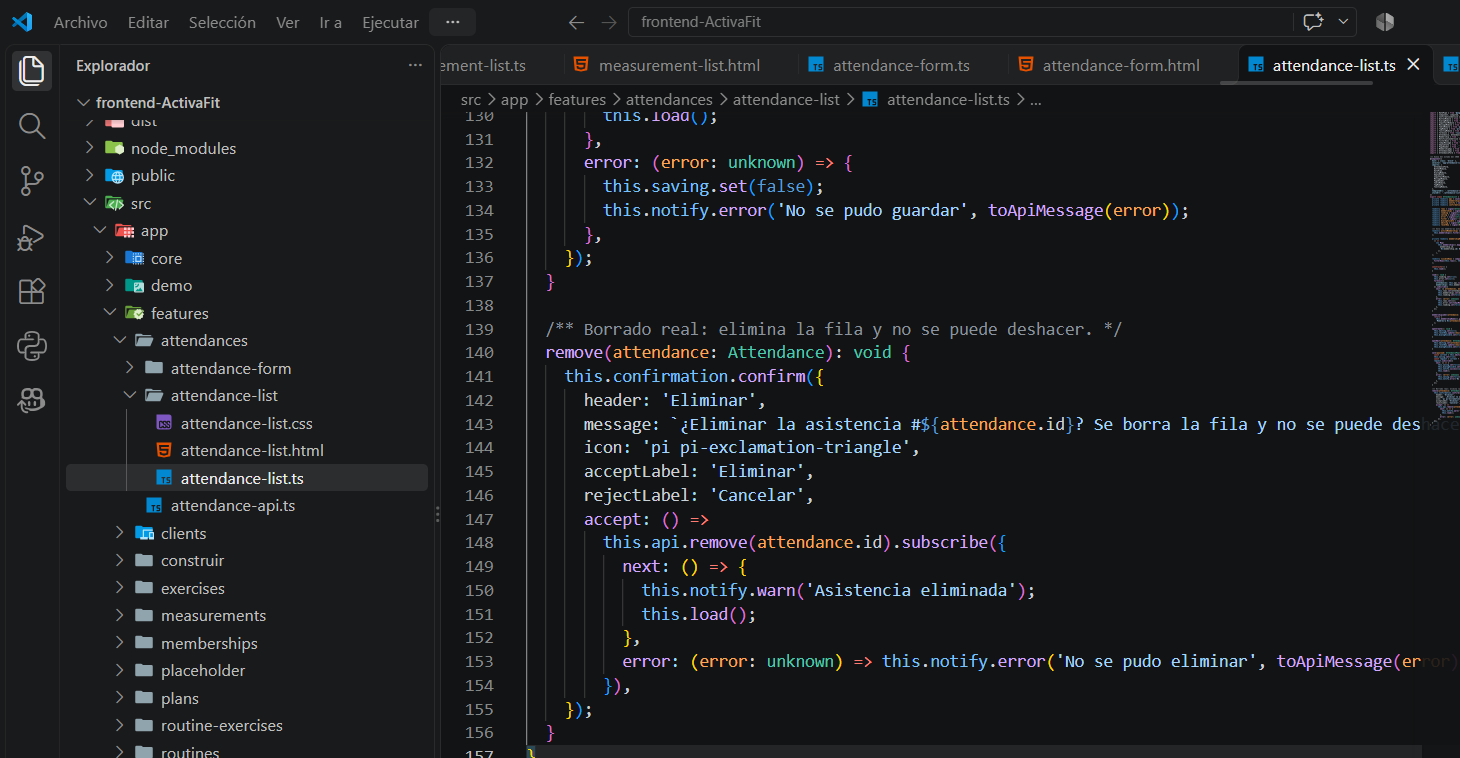 Archivo Editar Selección Ver Ir a Ejecutar ··· frontend-ActivaFit
Explorador ···
frontend-ActivaFit
dist
node_modules
public
src
app
core
demo
features
attendances
attendance-form
attendance-list
attendance-list.css
attendance-list.html
attendance-list.ts
attendance-api.ts
clients
construir
exercises
measurements
memberships
placeholder
plans
routine-exercises
routines
ement-list.ts measurement-list.html attendance-form.ts attendance-form.html attendance-list.ts
src > app > features > attendances > attendance-list > attendance-list.ts > ...
130 this.load();
131 },
132 error: (error: unknown) => {
133 this.saving.set(false);
134 this.notify.error('No se pudo guardar', toApiMessage(error));
135 },
136 });
137 }
138
139 /** Borrado real: elimina la fila y no se puede deshacer. */
140 remove(attendance: Attendance): void {
141 this.confirmation.confirm({
142 header: 'Eliminar',
143 message: `¿Eliminar la asistencia #${attendance.id}? Se borra la fila y no se puede deshacer
144 icon: 'pi pi-exclamation-triangle',
145 acceptLabel: 'Eliminar',
146 rejectLabel: 'Cancelar',
147 accept: () =>
148 this.api.remove(attendance.id).subscribe({
149 next: () => {
150 this.notify.warn('Asistencia eliminada');
151 this.load();
152 },
153 error: (error: unknown) => this.notify.error('No se pudo eliminar', toApiMessage(error)
154 }),
155 });
156 }
157 }